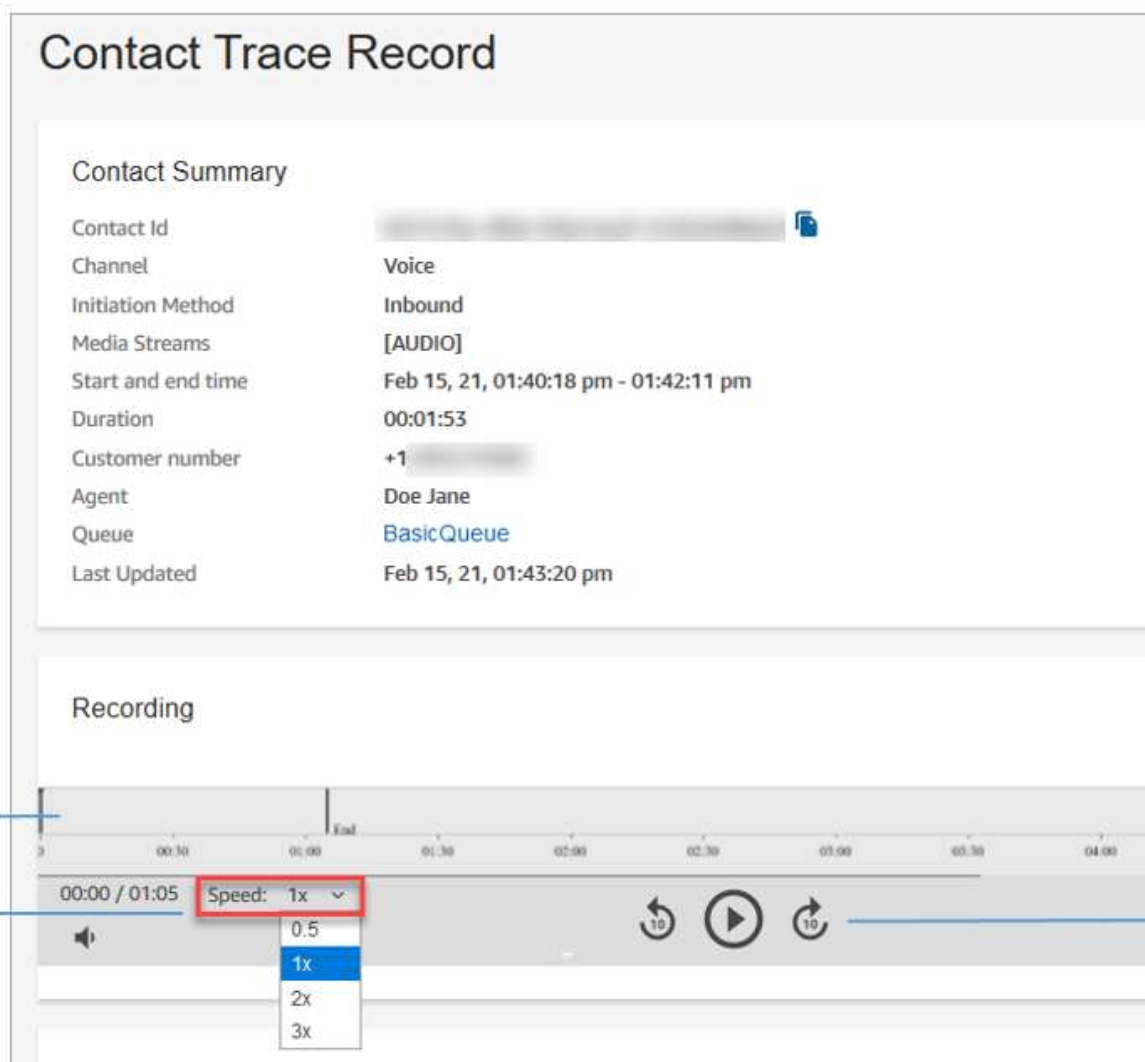 Contact Trace Record
Contact Summary
Contact Id
Channel Voice
Initiation Method Inbound
Media Streams [AUDIO]
Start and end time Feb 15, 21, 01:40:18 pm - 01:42:11 pm
Duration 00:01:53
Customer number +1
Agent Doe Jane
Queue BasicQueue
Last Updated Feb 15, 21, 01:43:20 pm
Recording
End
0 00:30 01:00 01:30 02:00 02:30 03:00 03:30 04:00
00:00 / 01:05 Speed: 1x
10 10
0.5
1x
2x
3x